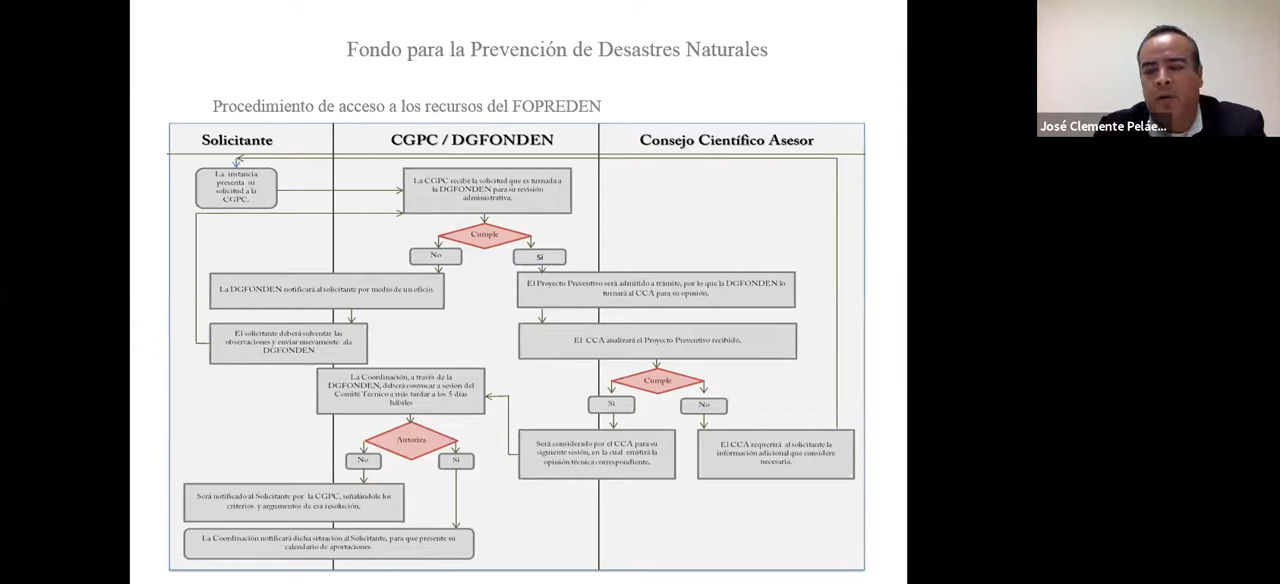 Fondo para la Prevención de Desastres Naturales
José Clemente Peláe...
Procedimiento de acceso a los recursos del FOPREDEN
Solicitante
CGPC / DGFONDEN
Consejo Científico Asesor
La instancia
presenta su
solicitud a la
CGPC.
La CGPC recibe la solicitud que es turnada a
la DGFONDEN para su revisión
administrativa.
Cumple
No
Sí
La DGFONDEN notificará al solicitante por medio de un oficio.
El Proyecto Preventivo será admitido a trámite, por lo que la DGFONDEN lo
turnará al CCA para su opinión.
El solicitante deberá solventar las
observaciones y enviar nuevamente ala
DGFONDEN
El CCA analizará el Proyecto Preventivo recibido.
Cumple
Sí
No
La Coordinación, a través de la
DGFONDEN, deberá convocar a sesión del
Comité Técnico a más tardar a los 5 días
hábiles
Será considerado por el CCA para su
siguiente sesión, en la cual emitirá la
opinión técnica correspondiente.
El CCA requerirá al solicitante la
información adicional que considere
necesaria.
Autoriza
No
Sí
Será notificado al Solicitante por la CGPC, señalándole los
criterios y argumentos de esa resolución.
La Coordinación notificará dicha situación al Solicitante, para que presente su
calendario de aportaciones.